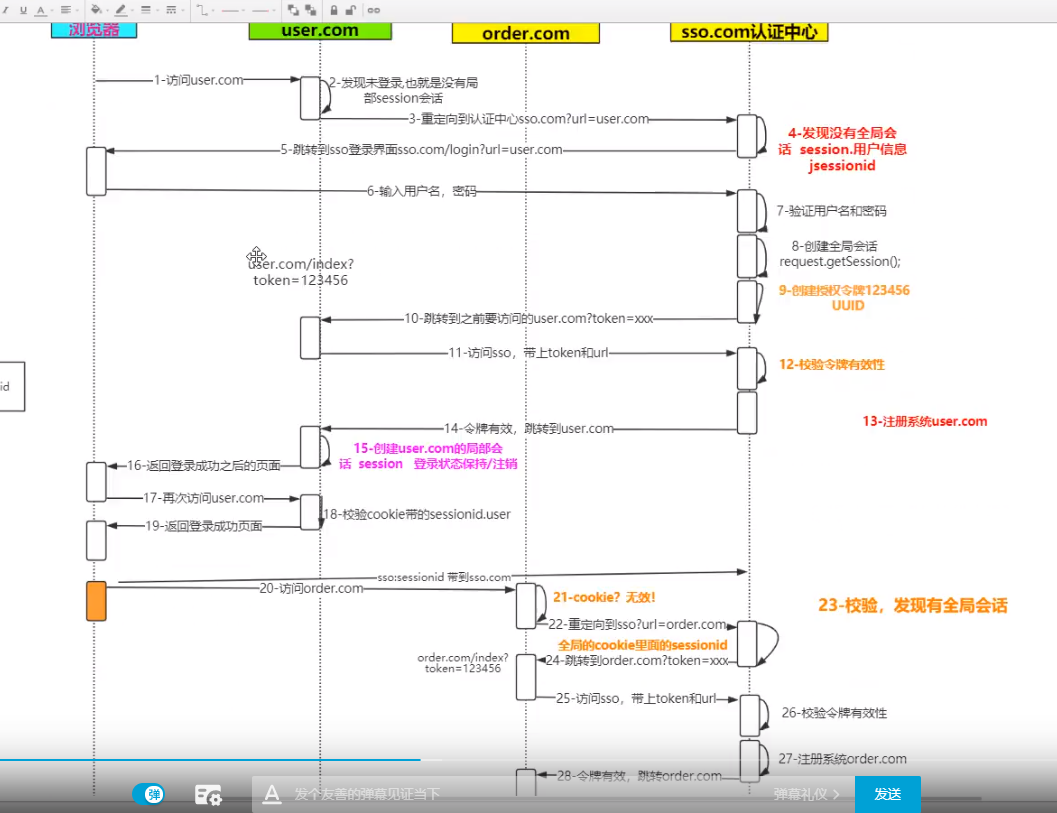 浏览器
user.com
order.com
sso.com认证中心
1-访问user.com
2-发现未登录,也就是没有局
部session会话
3-重定向到认证中心sso.com?url=user.com
4-发现没有全局会
话 session.用户信息
jsessionid
5-跳转到sso登录界面sso.com/login?url=user.com
6-输入用户名，密码
7-验证用户名和密码
8-创建全局会话
request.getSession();
user.com/index?
token=123456
9-创建授权令牌123456
UUID
10-跳转到之前要访问的user.com?token=xxx
11-访问sso，带上token和url
12-校验令牌有效性
id
13-注册系统user.com
14-令牌有效，跳转到user.com
15-创建user.com的局部会
话 session 登录状态保持/注销
16-返回登录成功之后的页面
17-再次访问user.com
18-校验cookie带的sessionid.user
19-返回登录成功页面
sso:sessionid 带到sso.com
20-访问order.com
21-cookie？无效!
23-校验，发现有全局会话
22-重定向到sso?url=order.com
全局的cookie里面的sessionid
24-跳转到order.com?token=xxx
order.com/index?
token=123456
25-访问sso，带上token和url
26-校验令牌有效性
27-注册系统order.com
28-令牌有效，跳转order.com
弹
A
发个友善的弹幕见证当下
弹幕礼仪 >
发送